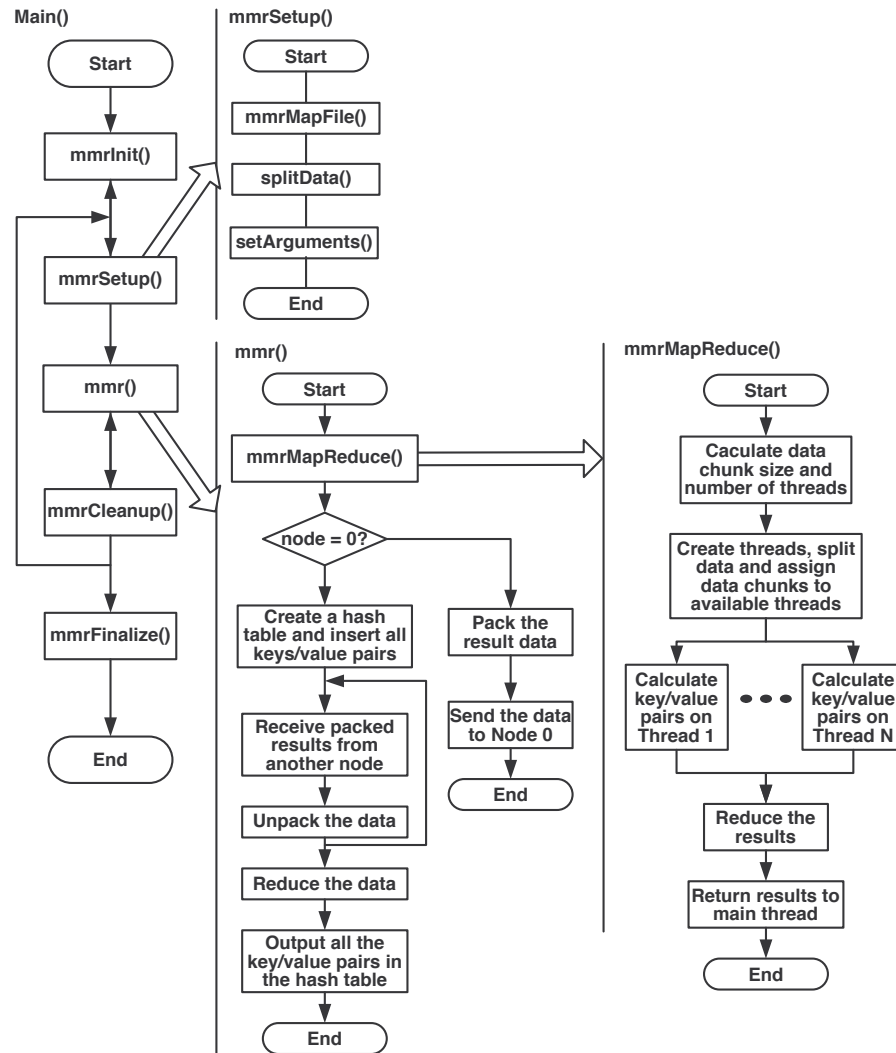 Main()
Start
mmrInit()
mmrSetup()
mmr()
mmrCleanup()
mmrFinalize()
End
mmrSetup()
Start
mmrMapFile()
splitData()
setArguments()
End
mmr()
Start
mmrMapReduce()
node = 0?
Create a hash
table and insert all
keys/value pairs
Receive packed
results from
another node
Unpack the data
Reduce the data
Output all the
key/value pairs in
the hash table
End
Pack the
result data
Send the data
to Node 0
End
mmrMapReduce()
Start
Caculate data
chunk size and
number of threads
Create threads, split
data and assign
data chunks to
available threads
Calculate
key/value
pairs on
Thread 1
Calculate
key/value
pairs on
Thread N
Reduce the
results
Return results to
main thread
End